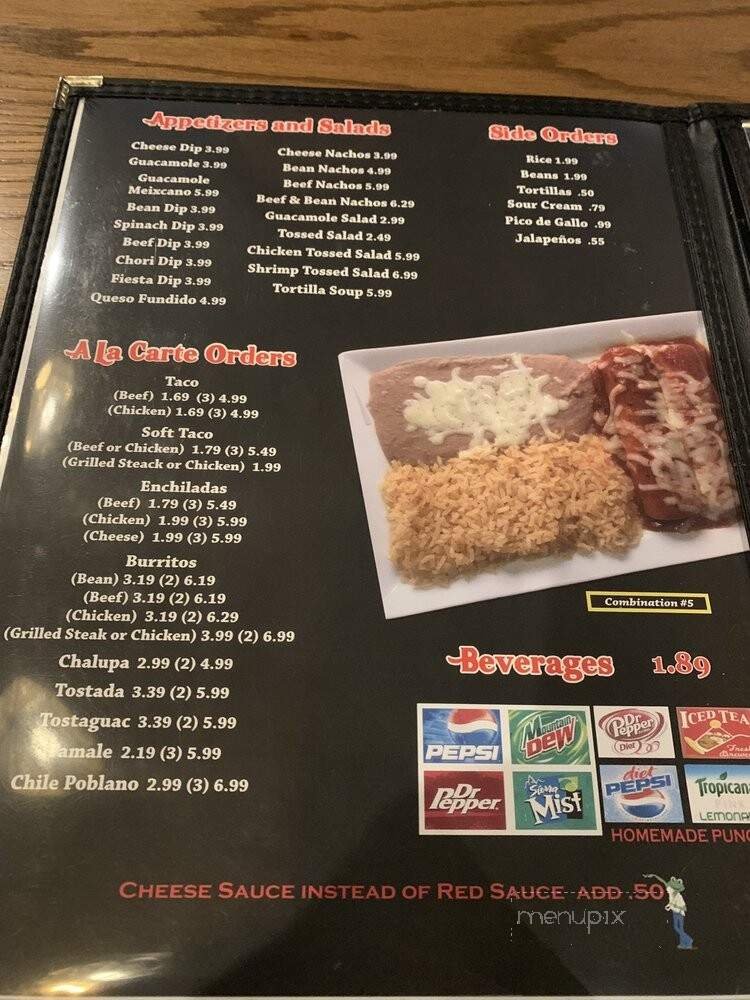 Appetizers and Salads
Cheese Dip 3.99
Guacamole 3.99
Guacamole
Meixcano 5.99
Bean Dip 3.99
Spinach Dip 3.99
Beef Dip 3.99
Chori Dip 3.99
Fiesta Dip 3.99
Queso Fundido 4.99
Cheese Nachos 3.99
Bean Nachos 4.99
Beef Nachos 5.99
Beef & Bean Nachos 6.29
Guacamole Salad 2.99
Tossed Salad 2.49
Chicken Tossed Salad 5.99
Shrimp Tossed Salad 6.99
Tortilla Soup 5.99
Side Orders
Rice 1.99
Beans 1.99
Tortillas .50
Sour Cream .79
Pico de Gallo .99
Jalapeños .55
A La Carte Orders
Taco
(Beef) 1.69 (3) 4.99
(Chicken) 1.69 (3) 4.99
Soft Taco
(Beef or Chicken) 1.79 (3) 5.49
(Grilled Steack or Chicken) 1.99
Enchiladas
(Beef) 1.79 (3) 5.49
(Chicken) 1.99 (3) 5.99
(Cheese) 1.99 (3) 5.99
Burritos
(Bean) 3.19 (2) 6.19
(Beef) 3.19 (2) 6.19
(Chicken) 3.19 (2) 6.29
(Grilled Steak or Chicken) 3.99 (2) 6.99
Chalupa 2.99 (2) 4.99
Tostada 3.39 (2) 5.99
Tostaguac 3.39 (2) 5.99
amale 2.19 (3) 5.99
Chile Poblano 2.99 (3) 6.99
Combination #5
Beverages 1.89
PEPSI
Mountain
Dew
Dr
Pepper
Diet
ICED TEA
Fresh
Brewed
Dr
Pepper
Sierra
Mist
diet
PEPSI
Tropicana
PINK
LEMONA
HOMEMADE PUNC
CHEESE SAUCE INSTEAD OF RED SAUCE ADD .50
menupix